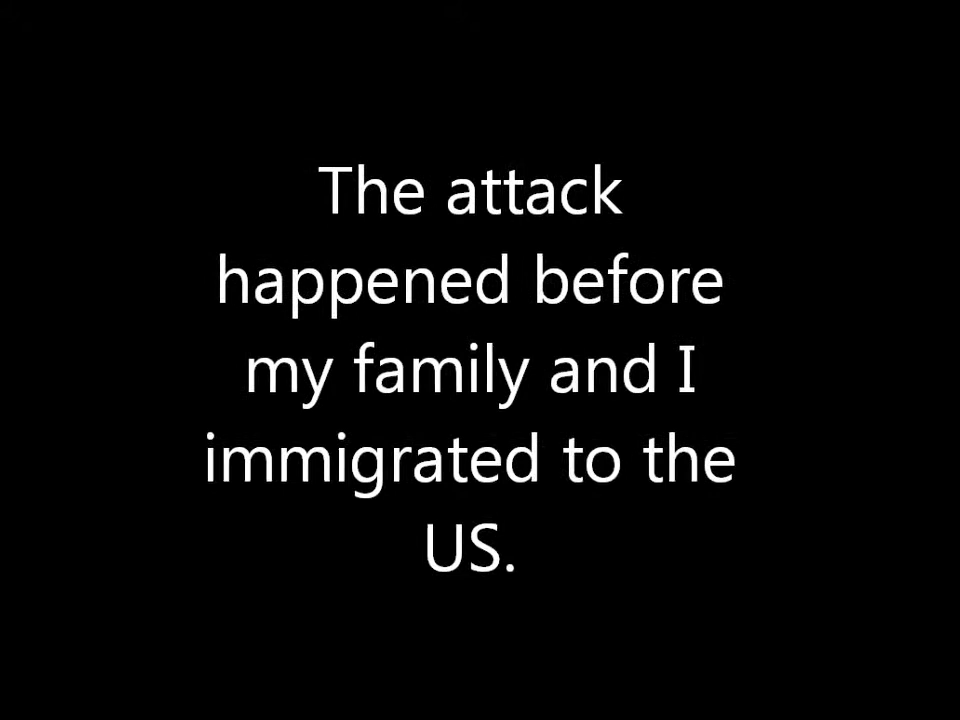 The attack
happened before
my family and I
immigrated to the
US.